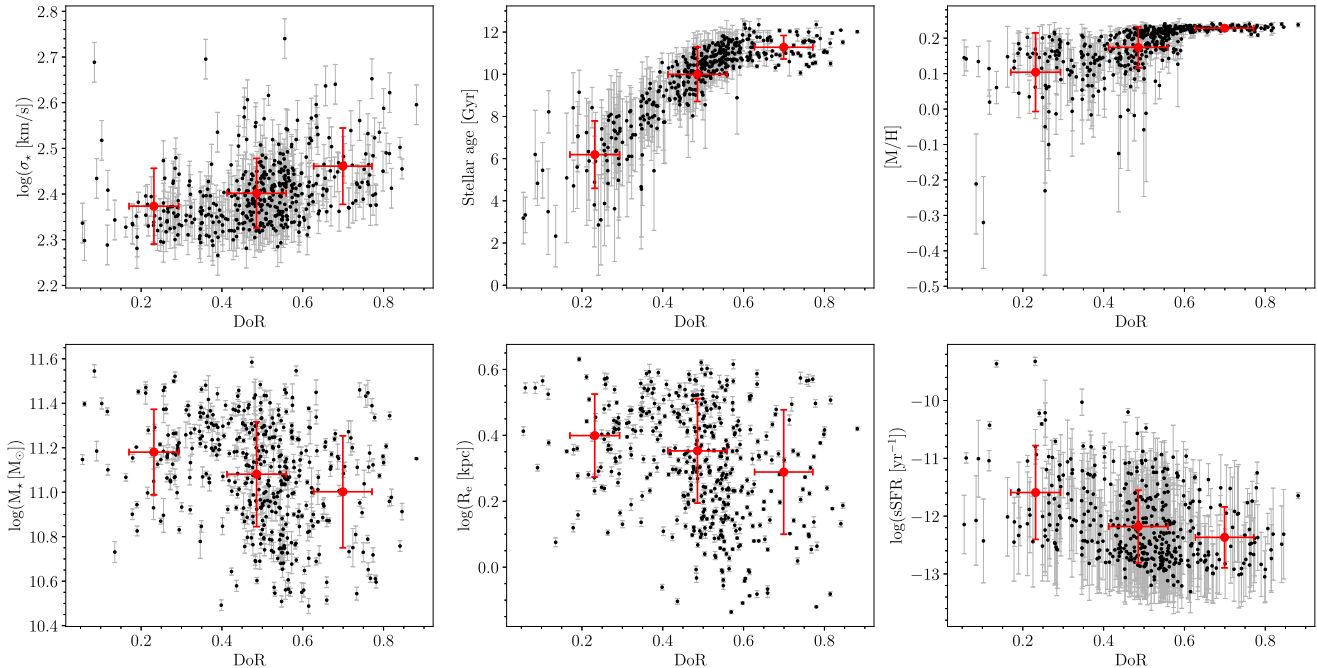 2.8
2.7
2.6
2.5
2.4
2.3
2.2
log(σ⋆ [km/s])
0.2 0.4 0.6 0.8
DoR
12
10
8
6
4
2
0
Stellar age [Gyr]
0.2 0.4 0.6 0.8
DoR
0.2
0.1
0.0
−0.1
−0.2
−0.3
−0.4
−0.5
[M/H]
0.2 0.4 0.6 0.8
DoR
11.6
11.4
11.2
11.0
10.8
10.6
10.4
log(M⋆ [M⊙])
0.2 0.4 0.6 0.8
DoR
0.6
0.4
0.2
0.0
log(Rₑ [kpc])
0.2 0.4 0.6 0.8
DoR
−10
−11
−12
−13
log(sSFR [yr⁻¹])
0.2 0.4 0.6 0.8
DoR